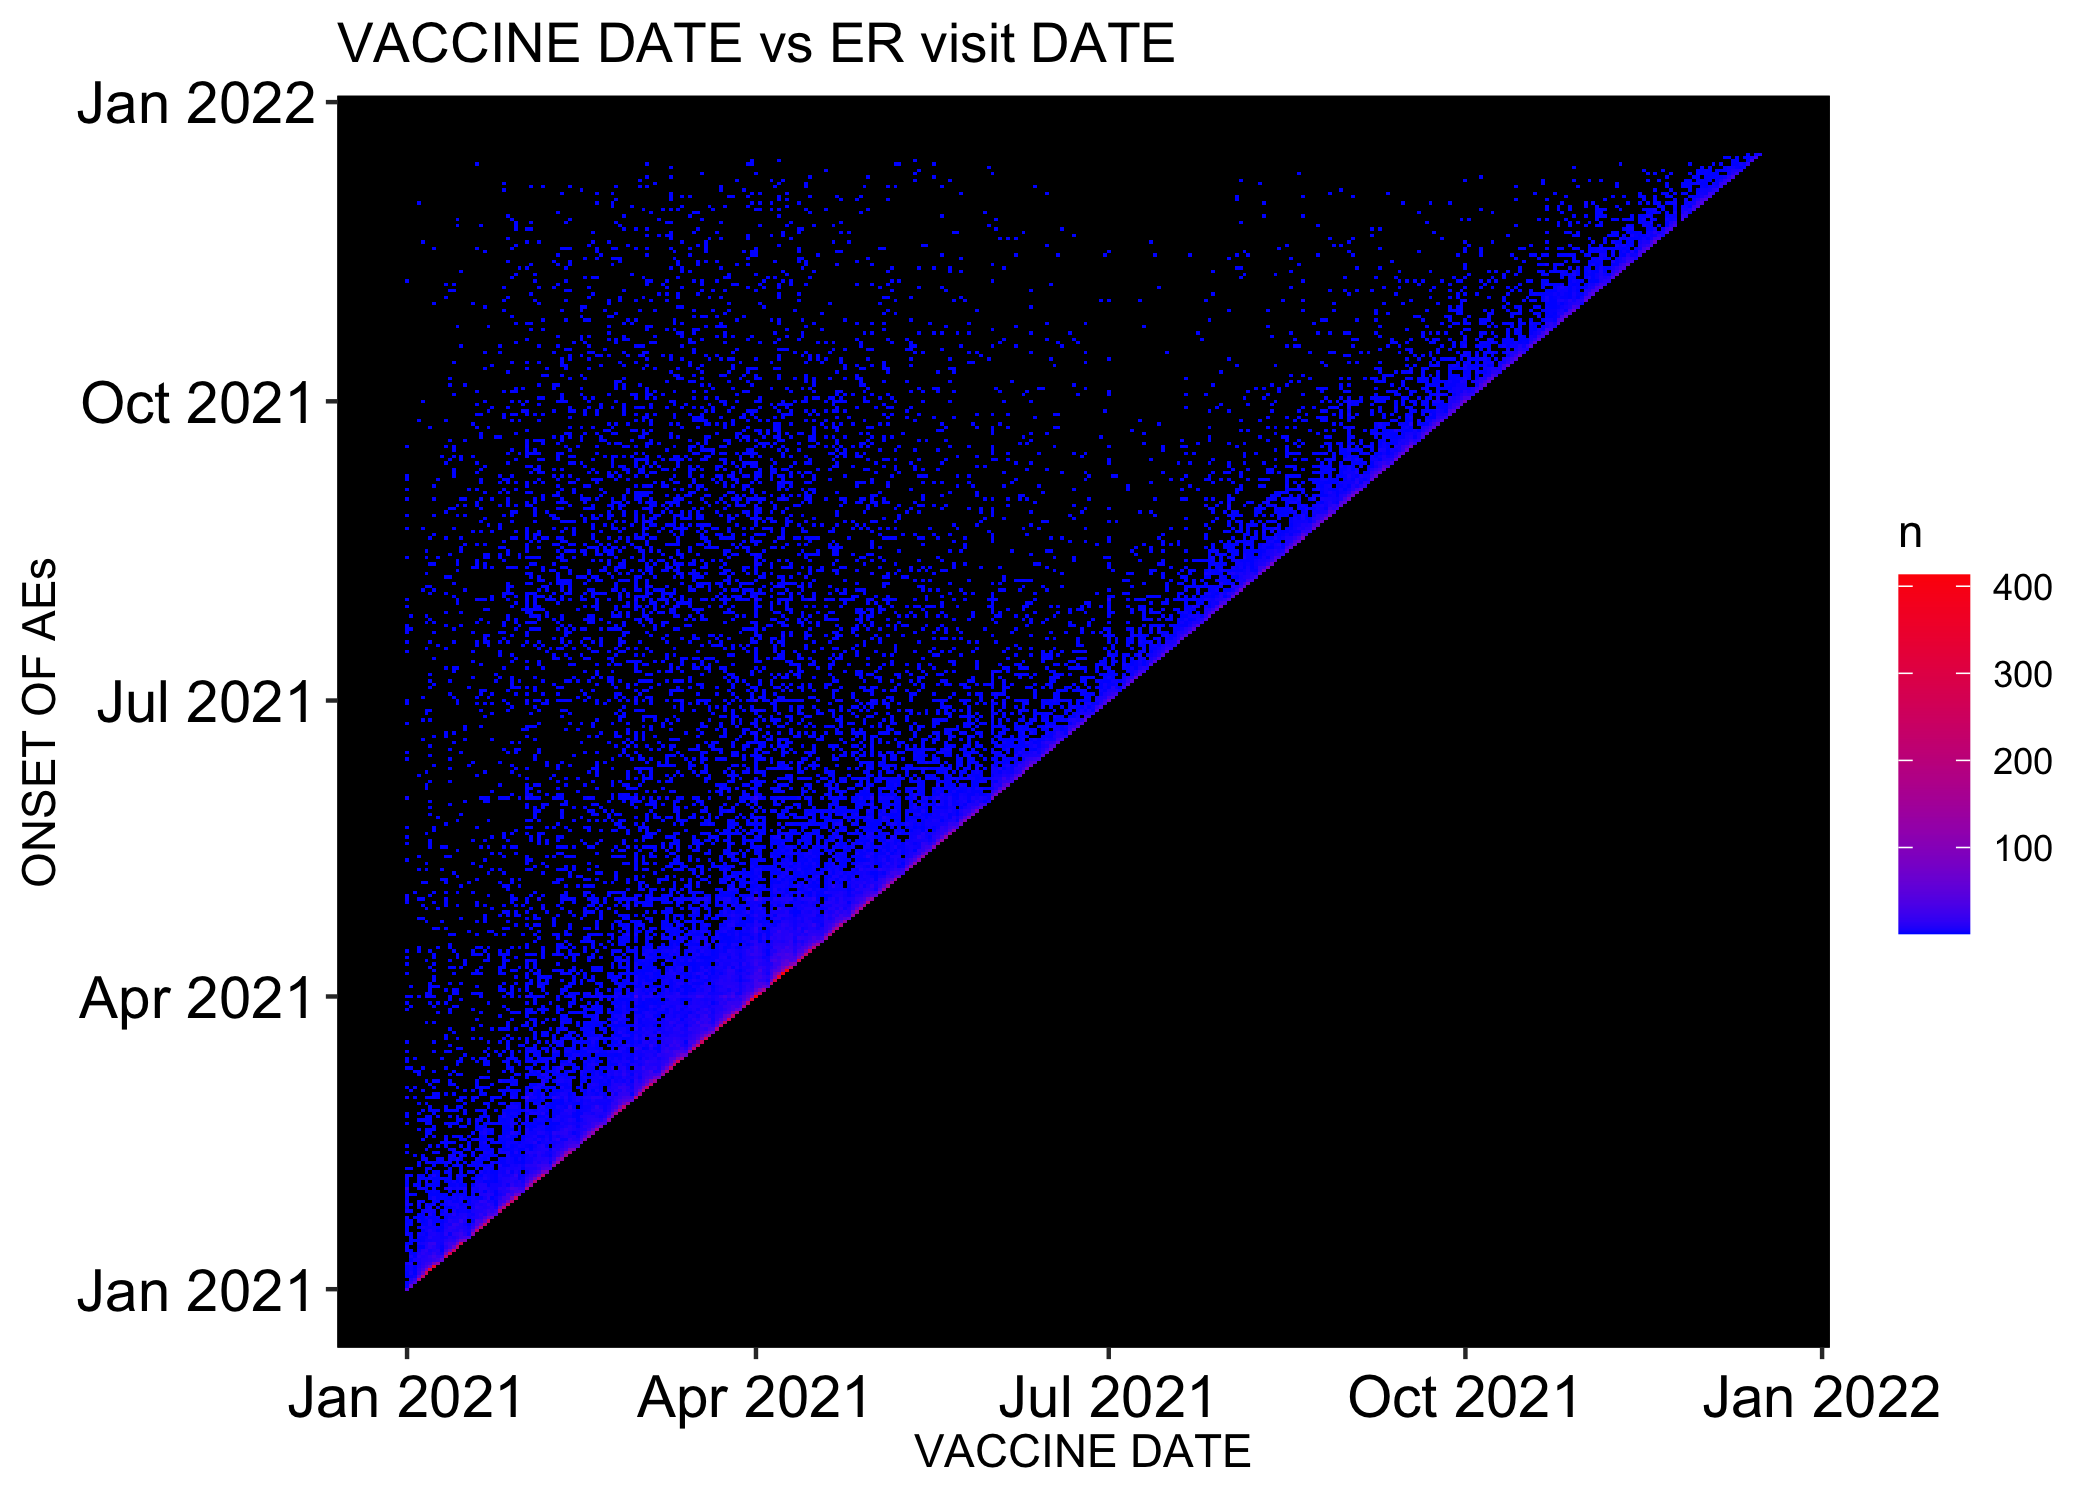 VACCINE DATE vs ER visit DATE
Jan 2022
Oct 2021
Jul 2021
Apr 2021
Jan 2021
ONSET OF AEs
Jan 2021
Apr 2021
Jul 2021
Oct 2021
Jan 2022
VACCINE DATE
n
400
300
200
100